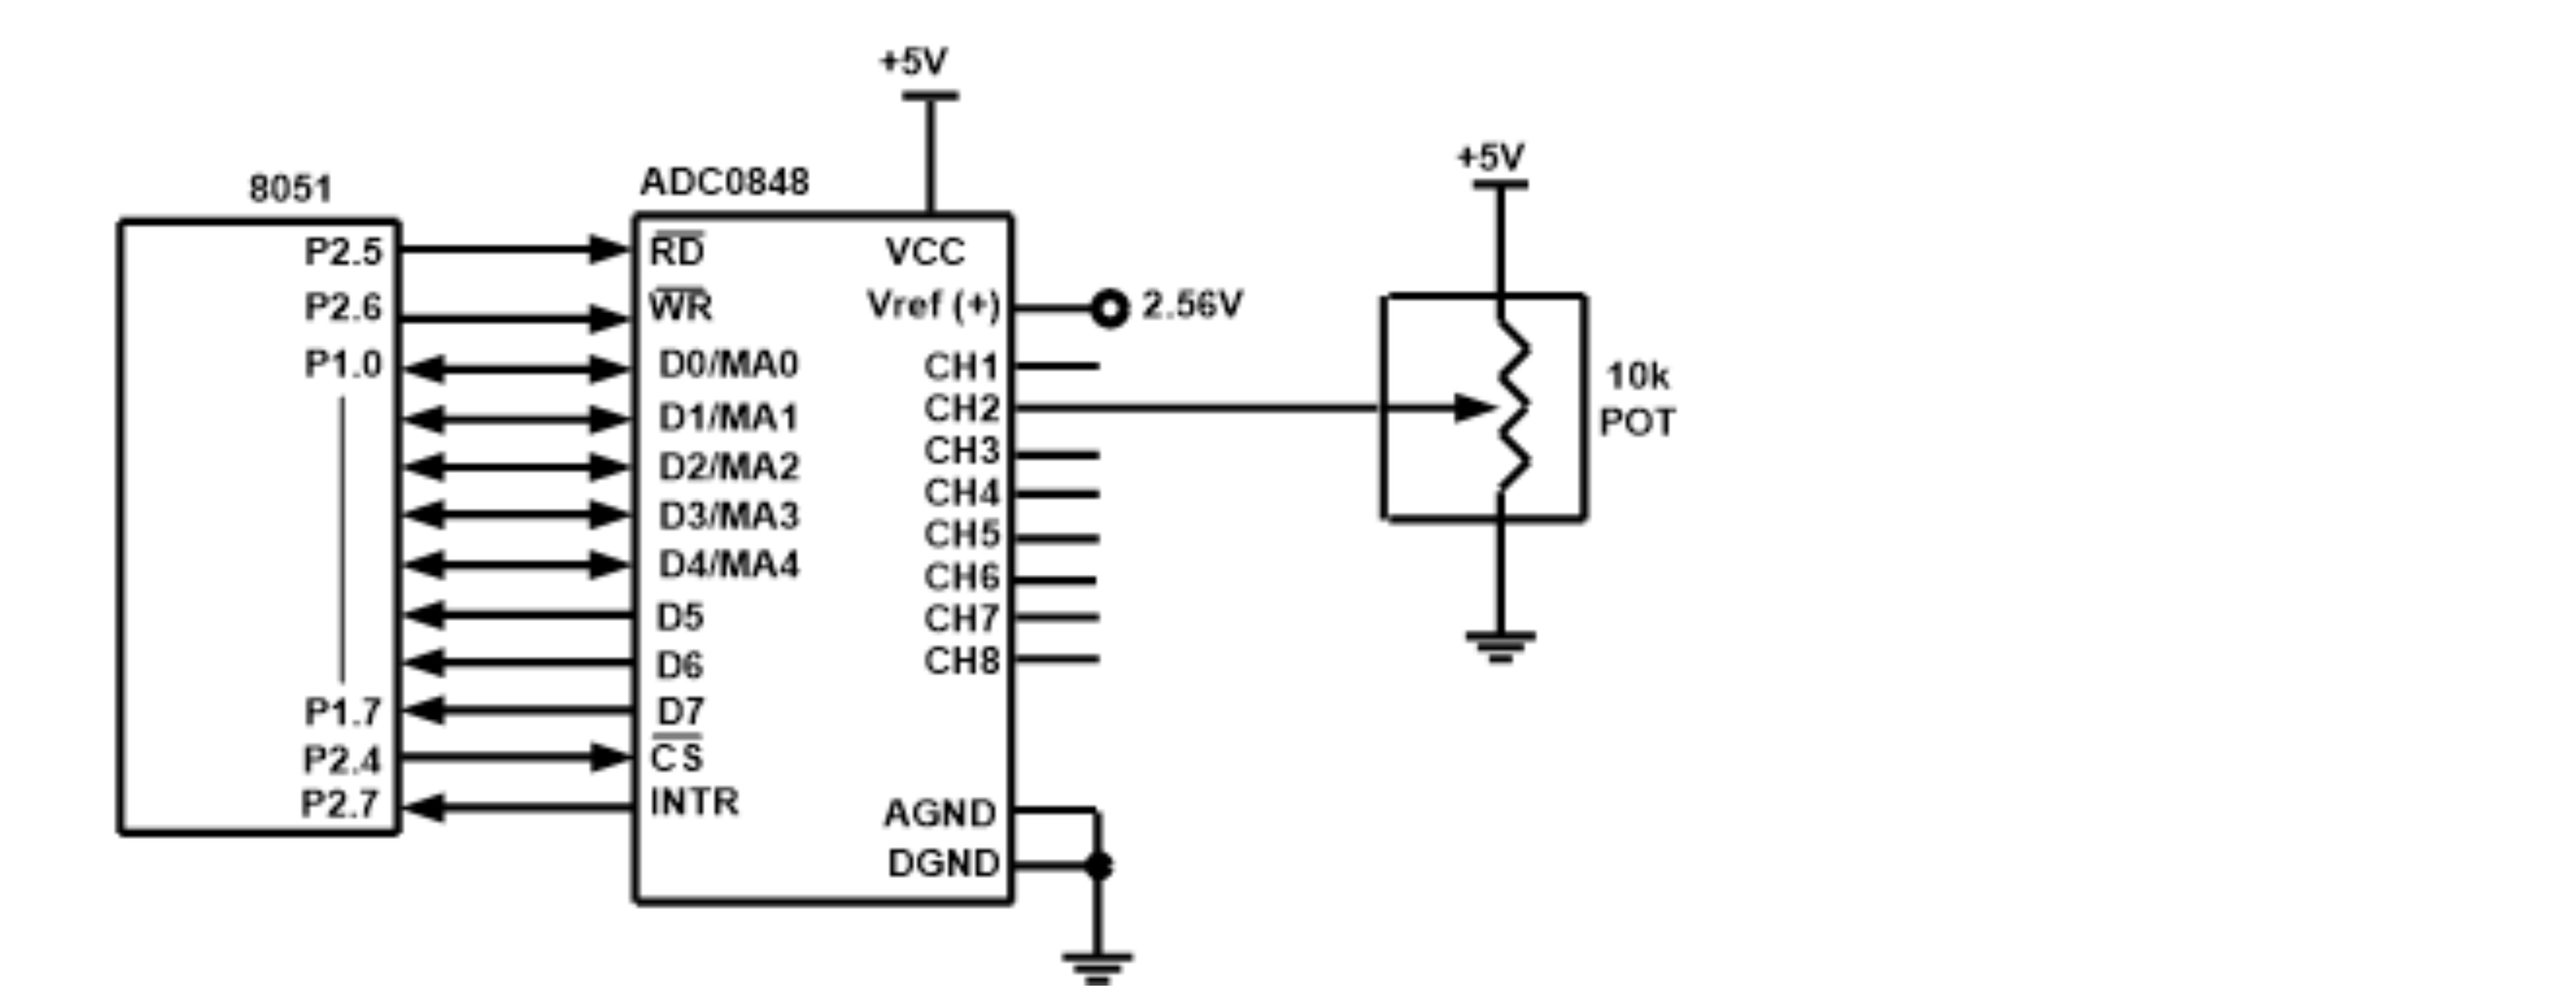 +5V
+5V
8051
ADC0848
P2.5
RD
VCC
P2.6
WR
Vref (+)
2.56V
P1.0
D0/MA0
CH1
10k
D1/MA1
CH2
POT
D2/MA2
CH3
D3/MA3
CH4
D4/MA4
CH5
CH6
D5
CH7
D6
CH8
P1.7
D7
P2.4
CS
P2.7
INTR
AGND
DGND